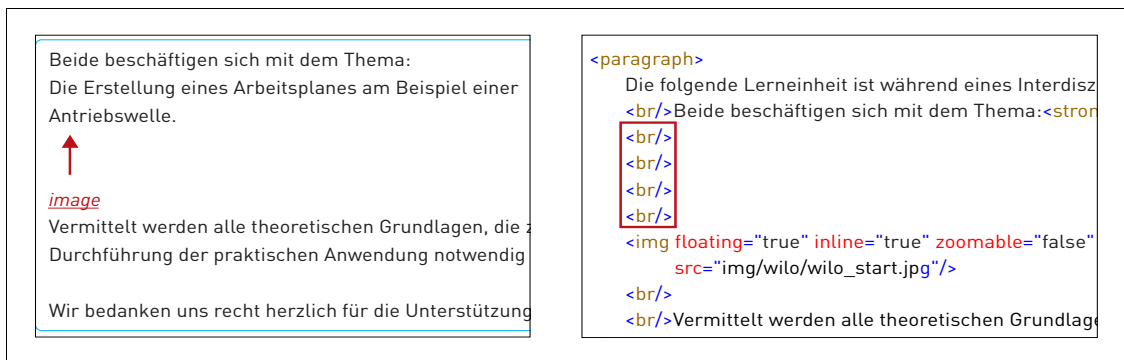 Beide beschäftigen sich mit dem Thema:
Die Erstellung eines Arbeitsplanes am Beispiel einer
Antriebswelle.
image
Vermittelt werden alle theoretischen Grundlagen, die
Durchführung der praktischen Anwendung notwendig
Wir bedanken uns recht herzlich für die Unterstützung
<paragraph>
Die folgende Lerneinheit ist während eines Interdisz
<br/>Beide beschäftigen sich mit dem Thema:<stron
<br/>
<br/>
<br/>
<br/>
<img floating="true" inline="true" zoomable="false"
src="img/wilo/wilo_start.jpg"/>
<br/>
<br/>Vermittelt werden alle theoretischen Grundlage